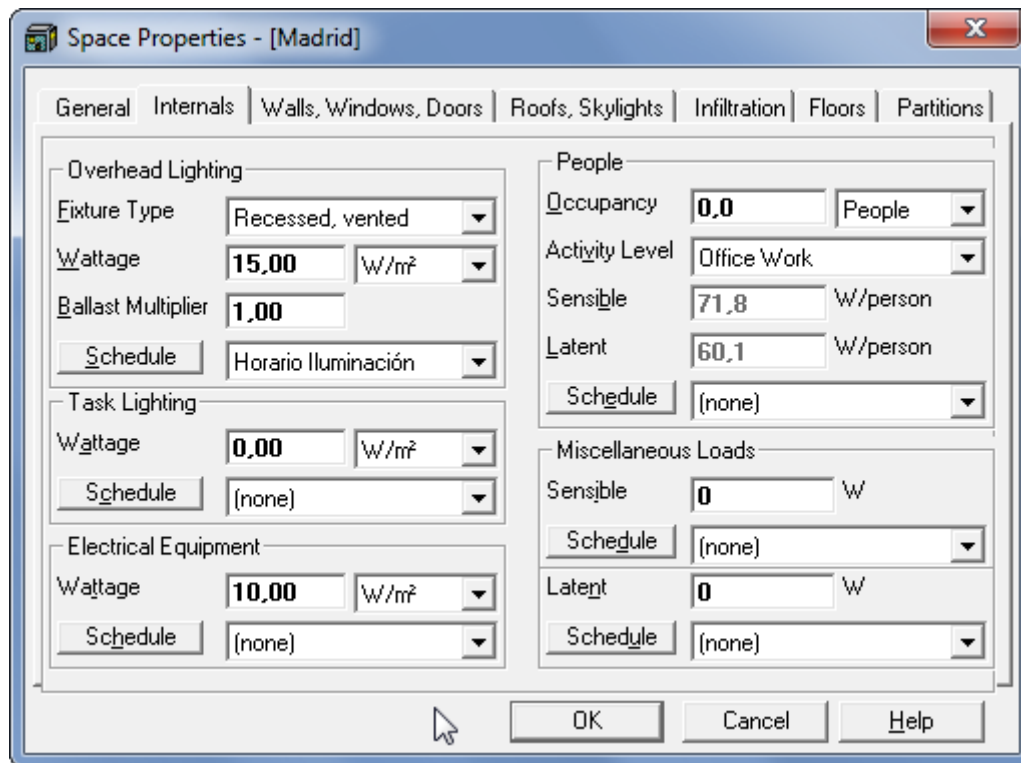 Space Properties - [Madrid]
General Internals Walls, Windows, Doors Roofs, Skylights Infiltration Floors Partitions
Overhead Lighting
Fixture Type Recessed, vented
Wattage 15,00 W/m²
Ballast Multiplier 1,00
Schedule Horario Iluminación
Task Lighting
Wattage 0,00 W/m²
Schedule (none)
Electrical Equipment
Wattage 10,00 W/m²
Schedule (none)
People
Occupancy 0,0 People
Activity Level Office Work
Sensible 71,8 W/person
Latent 60,1 W/person
Schedule (none)
Miscellaneous Loads
Sensible 0 W
Schedule (none)
Latent 0 W
Schedule (none)
OK Cancel Help